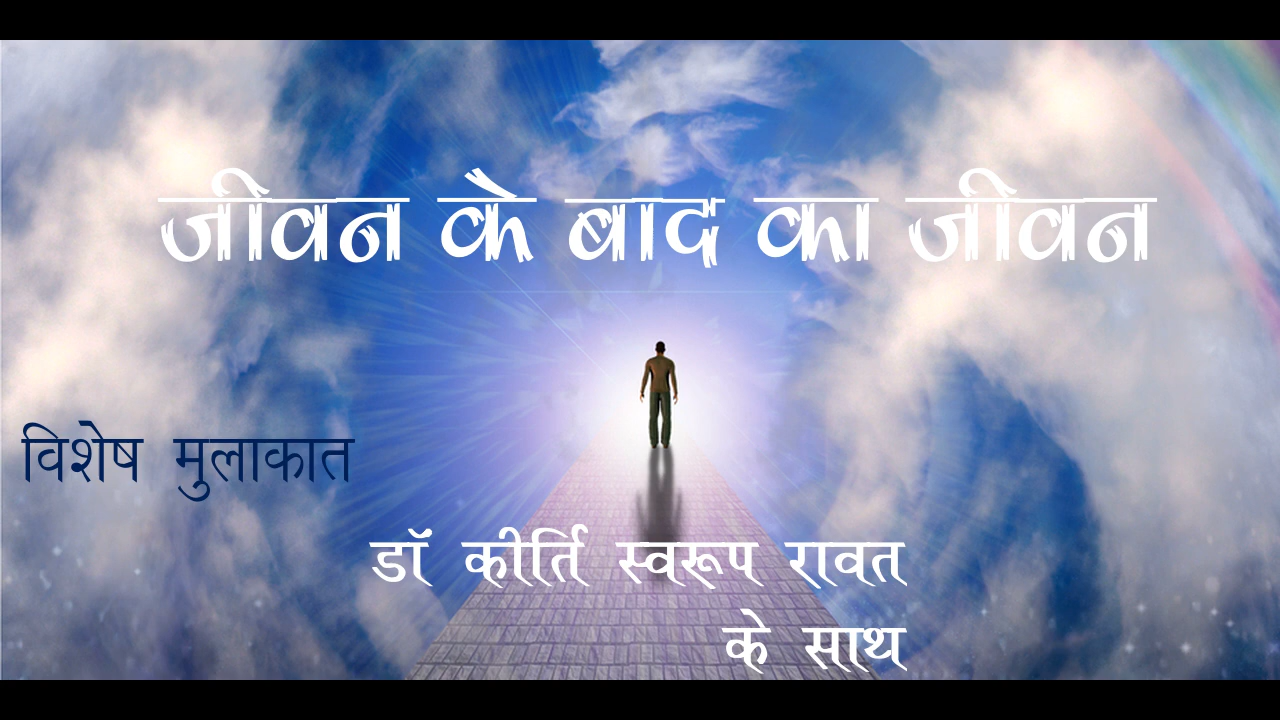 जीवन के बाद का जीवन
विशेष मुलाकात
डॉ कीर्ति स्वरूप रावत
के साथ